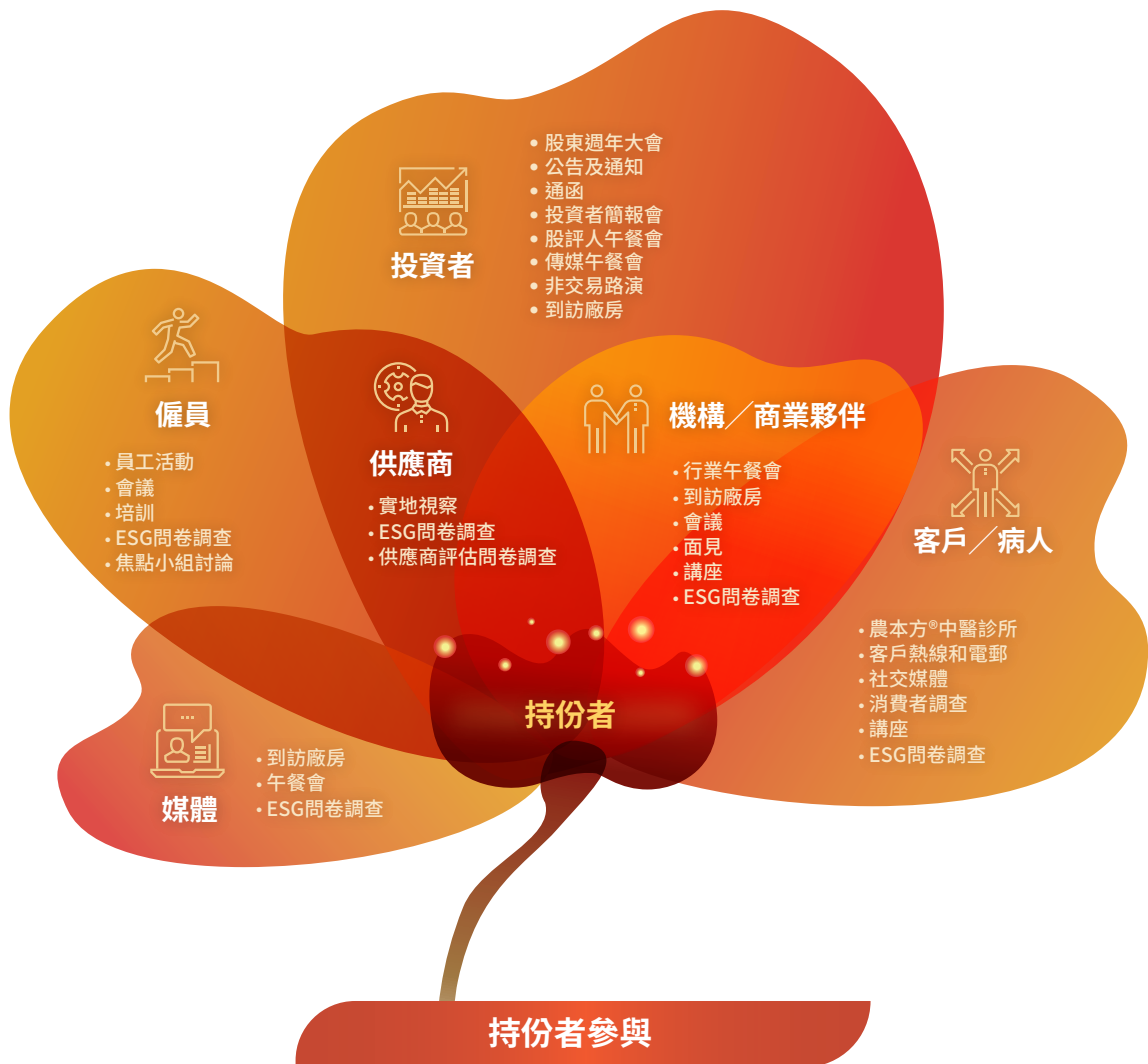 投資者
• 股東週年大會
• 公告及通知
• 通函
• 投資者簡報會
• 股評人午餐會
• 傳媒午餐會
• 非交易路演
• 到訪廠房
僱員
• 員工活動
• 會議
• 培訓
• ESG問卷調查
• 焦點小組討論
供應商
• 實地視察
• ESG問卷調查
• 供應商評估問卷調查
機構／商業夥伴
• 行業午餐會
• 到訪廠房
• 會議
• 面見
• 講座
• ESG問卷調查
客戶／病人
• 農本方®中醫診所
• 客戶熱線和電郵
• 社交媒體
• 消費者調查
• 講座
• ESG問卷調查
媒體
• 到訪廠房
• 午餐會
• ESG問卷調查
持份者
持份者參與